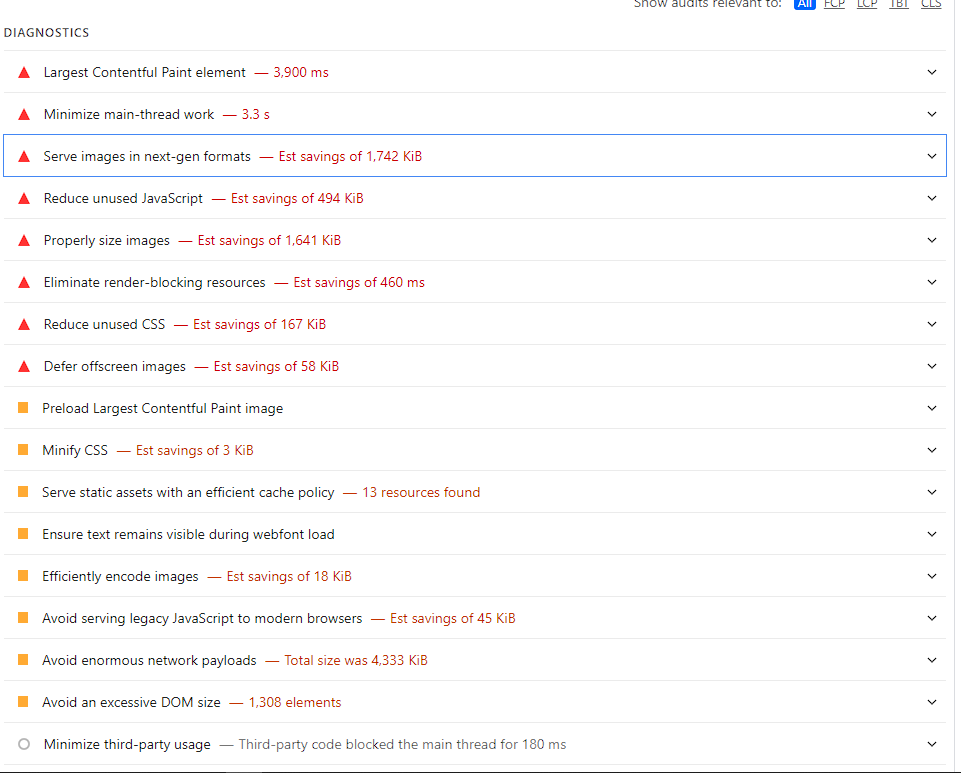 Show audits relevant to: All FCP LCP TBT CLS
DIAGNOSTICS
Largest Contentful Paint element — 3,900 ms
Minimize main-thread work — 3.3 s
Serve images in next-gen formats — Est savings of 1,742 KiB
Reduce unused JavaScript — Est savings of 494 KiB
Properly size images — Est savings of 1,641 KiB
Eliminate render-blocking resources — Est savings of 460 ms
Reduce unused CSS — Est savings of 167 KiB
Defer offscreen images — Est savings of 58 KiB
Preload Largest Contentful Paint image
Minify CSS — Est savings of 3 KiB
Serve static assets with an efficient cache policy — 13 resources found
Ensure text remains visible during webfont load
Efficiently encode images — Est savings of 18 KiB
Avoid serving legacy JavaScript to modern browsers — Est savings of 45 KiB
Avoid enormous network payloads — Total size was 4,333 KiB
Avoid an excessive DOM size — 1,308 elements
Minimize third-party usage — Third-party code blocked the main thread for 180 ms